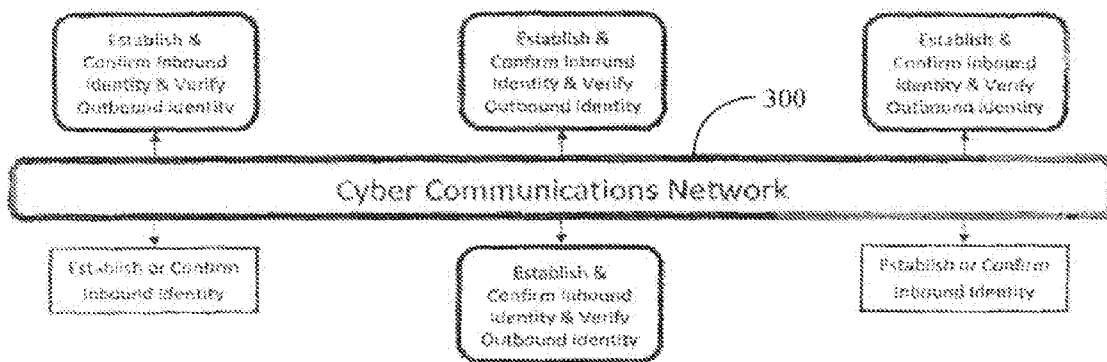 Establish &
Confirm Inbound
Identity & Verify
Outbound Identity
Establish &
Confirm Inbound
Identity & Verify
Outbound Identity
Establish &
Confirm Inbound
Identity & Verify
Outbound Identity
300
Cyber Communications Network
Establish or Confirm
Inbound Identity
Establish &
Confirm Inbound
Identity & Verify
Outbound Identity
Establish or Confirm
Inbound Identity